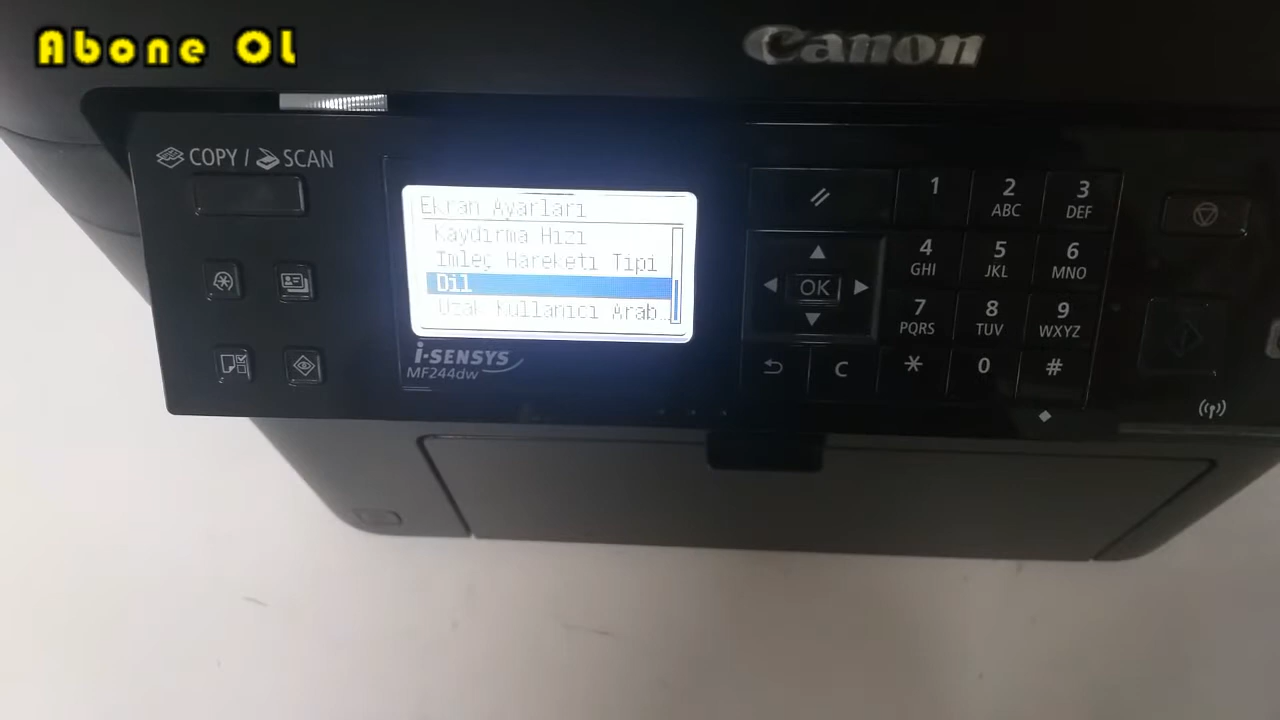 Abone OL
Canon
COPY / SCAN
Ekran Ayarları
Kaydırma Hızı
İmleç Hareketi Tipi
Dil
Uzak Kullanıcı Arab...
i-SENSYS
MF244dw
1
2 ABC
3 DEF
4 GHI
5 JKL
6 MNO
OK
7 PQRS
8 TUV
9 WXYZ
C
*
0
#